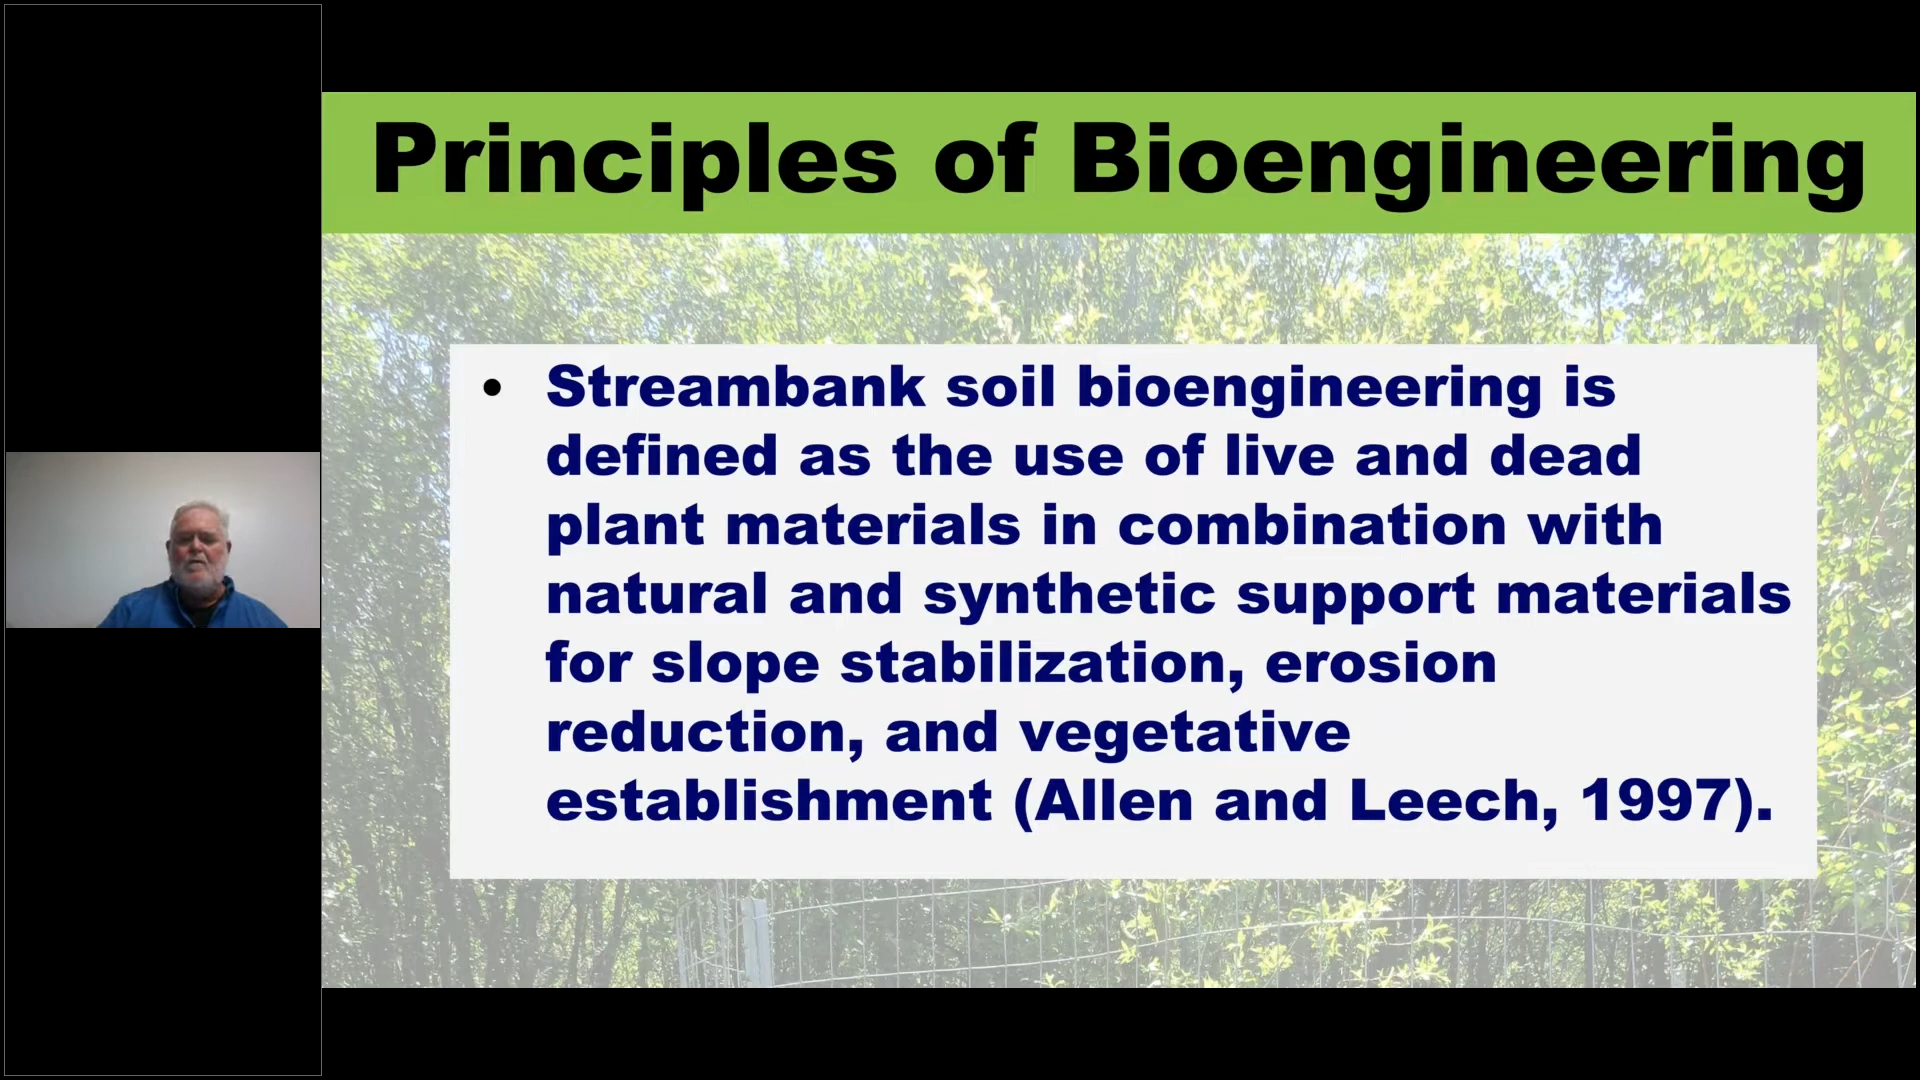 Principles of Bioengineering
• Streambank soil bioengineering is
defined as the use of live and dead
plant materials in combination with
natural and synthetic support materials
for slope stabilization, erosion
reduction, and vegetative
establishment (Allen and Leech, 1997).